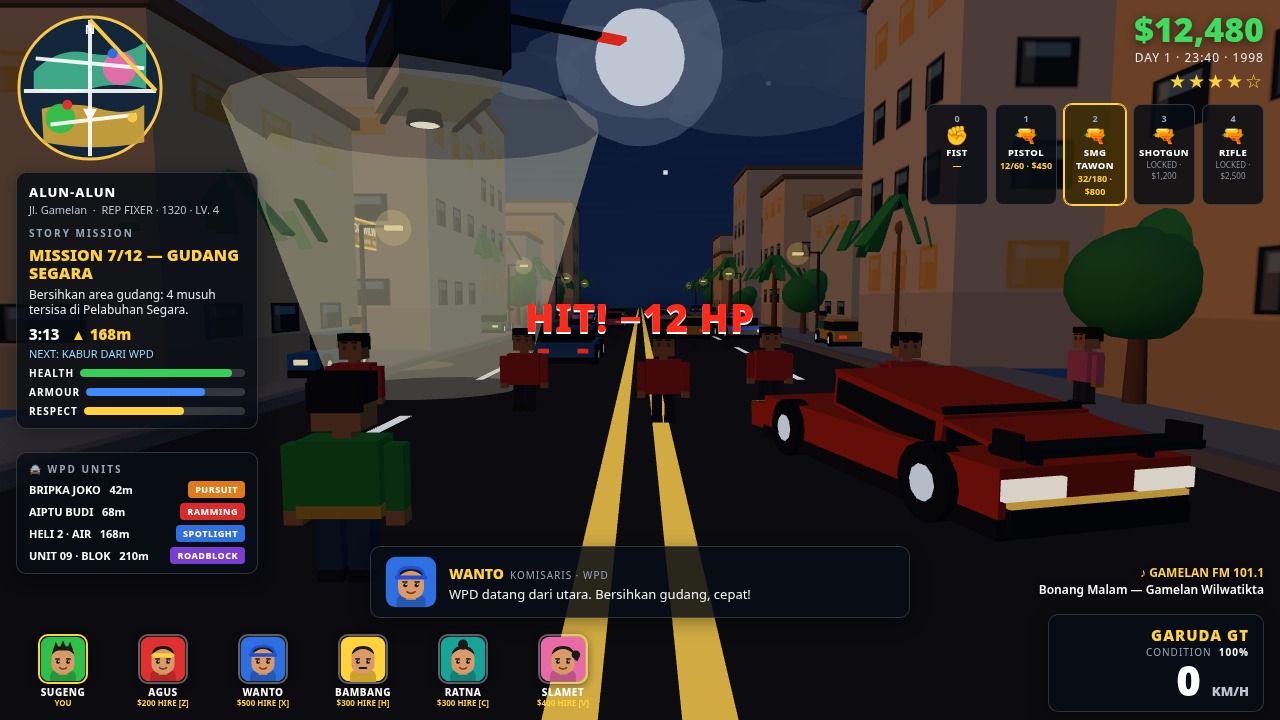 N
ALUN-ALUN
Jl. Gamelan · REP FIXER · 1320 · LV. 4
STORY MISSION
MISSION 7/12 — GUDANG
SEGARA
Bersihkan area gudang: 4 musuh
tersisa di Pelabuhan Segara.
3:13 ▲ 168m
NEXT: KABUR DARI WPD
HEALTH
ARMOUR
RESPECT
WPD UNITS
BRIPKA JOKO 42m PURSUIT
AIPTU BUDI 68m RAMMING
HELI 2 · AIR 168m SPOTLIGHT
UNIT 09 · BLOK 210m ROADBLOCK
$12,480
DAY 1 · 23:40 · 1998
★★★★☆
0 1 2 3 4
FIST PISTOL SMG TAWON SHOTGUN RIFLE
— 12/60 · $450 32/180 · $800 LOCKED · $1,200 LOCKED · $2,500
HIT! −12 HP
WANTO KOMISARIS · WPD
WPD datang dari utara. Bersihkan gudang, cepat!
♪ GAMELAN FM 101.1
Bonang Malam — Gamelan Wilwatikta
GARUDA GT
CONDITION 100%
0 KM/H
SUGENG AGUS WANTO BAMBANG RATNA SLAMET
YOU $200 HIRE [Z] $500 HIRE [X] $300 HIRE [H] $300 HIRE [C] $400 HIRE [V]